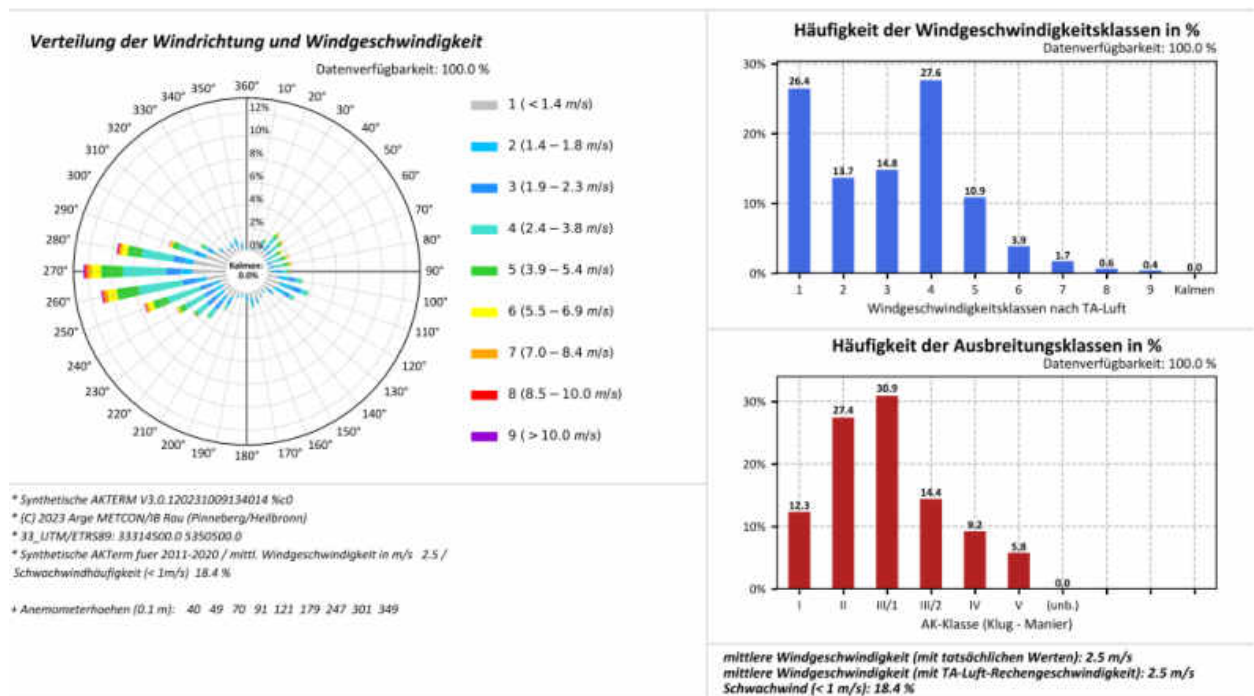 Verteilung der Windrichtung und Windgeschwindigkeit
Datenverfügbarkeit: 100.0 %
360°
10°
20°
30°
40°
50°
60°
70°
80°
90°
100°
110°
120°
130°
140°
150°
160°
170°
180°
190°
200°
210°
220°
230°
240°
250°
260°
270°
280°
290°
300°
310°
320°
330°
340°
350°
12%
10%
8%
6%
4%
2%
0%
Kalmen:
0.0%
1 (< 1.4 m/s)
2 (1.4 – 1.8 m/s)
3 (1.9 – 2.3 m/s)
4 (2.4 – 3.8 m/s)
5 (3.9 – 5.4 m/s)
6 (5.5 – 6.9 m/s)
7 (7.0 – 8.4 m/s)
8 (8.5 – 10.0 m/s)
9 (> 10.0 m/s)
* Synthetische AKTERM V3.0.120231009134014 %c0
* (C) 2023 Arge METCON/IB Rau (Pinneberg/Heilbronn)
* 33_UTM/ETRS89: 33314500.0 5350500.0
* Synthetische AKTerm fuer 2011-2020 / mittl. Windgeschwindigkeit in m/s 2.5 /
Schwachwindhäufigkeit (< 1m/s) 18.4 %
+ Anemometerhoehen (0.1 m): 40 49 70 91 121 179 247 301 349
Häufigkeit der Windgeschwindigkeitsklassen in %
Datenverfügbarkeit: 100.0 %
30%
20%
10%
0%
26.4
13.7
14.8
27.6
10.9
3.9
1.7
0.6
0.4
0.0
1 2 3 4 5 6 7 8 9 Kalmen
Windgeschwindigkeitsklassen nach TA-Luft
Häufigkeit der Ausbreitungsklassen in %
Datenverfügbarkeit: 100.0 %
30%
20%
10%
0%
12.3
27.4
30.9
14.4
9.2
5.8
0.0
I II III/1 III/2 IV V (unb.)
AK-Klasse (Klug - Manier)
mittlere Windgeschwindigkeit (mit tatsächlichen Werten): 2.5 m/s
mittlere Windgeschwindigkeit (mit TA-Luft-Rechengeschwindigkeit): 2.5 m/s
Schwachwind (< 1 m/s): 18.4 %